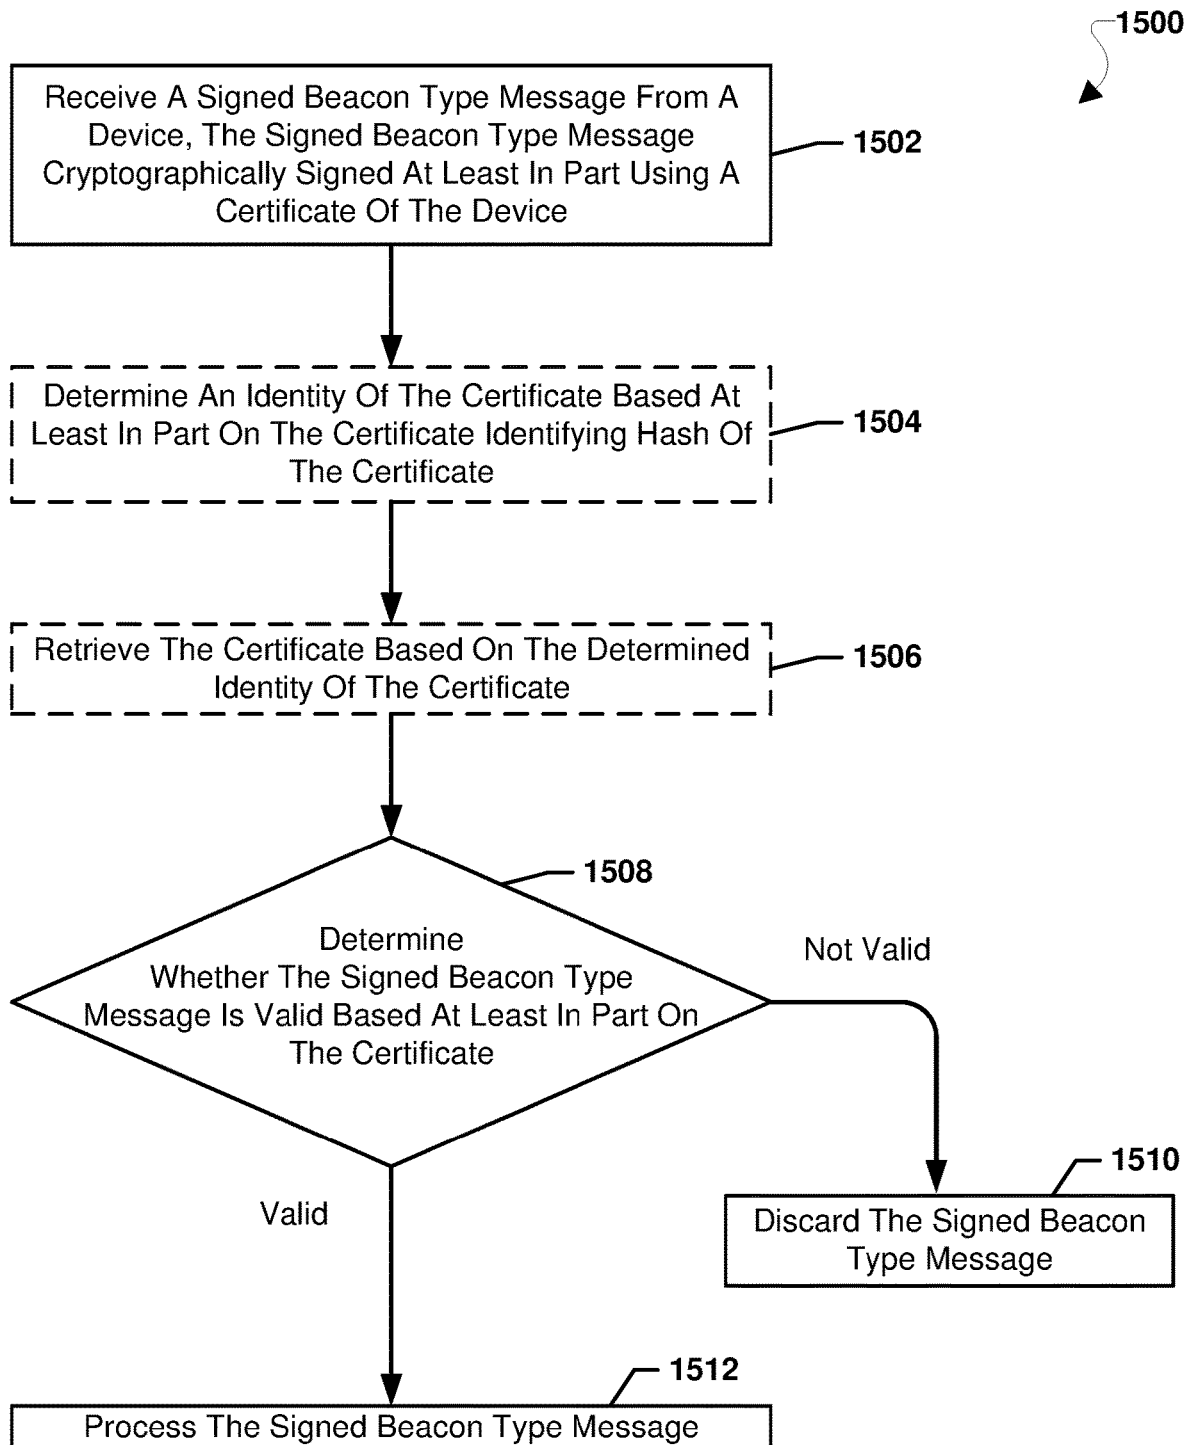 1500
Receive A Signed Beacon Type Message From A
Device, The Signed Beacon Type Message
Cryptographically Signed At Least In Part Using A
Certificate Of The Device
1502
Determine An Identity Of The Certificate Based At
Least In Part On The Certificate Identifying Hash Of
The Certificate
1504
Retrieve The Certificate Based On The Determined
Identity Of The Certificate
1506
1508
Determine
Whether The Signed Beacon Type
Message Is Valid Based At Least In Part On
The Certificate
Not Valid
Valid
1510
Discard The Signed Beacon
Type Message
1512
Process The Signed Beacon Type Message